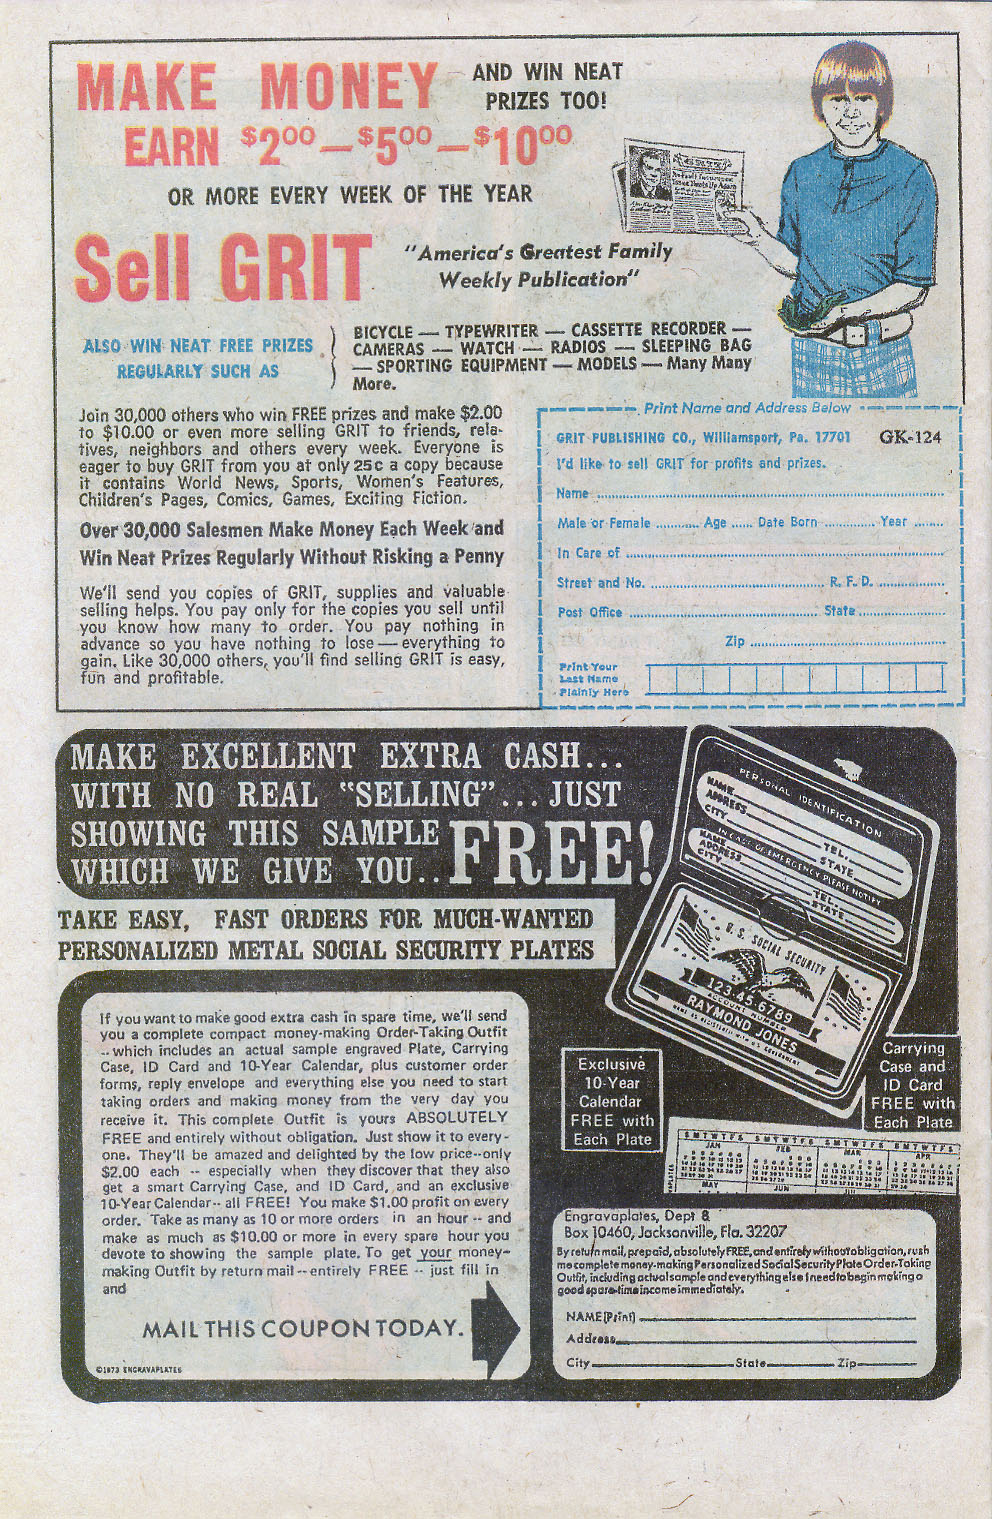 MAKE MONEY AND WIN NEAT
PRIZES TOO!
EARN $2.00 — $5.00 — $10.00
OR MORE EVERY WEEK OF THE YEAR
Sell GRIT
"America's Greatest Family
Weekly Publication"
ALSO WIN NEAT FREE PRIZES
REGULARLY SUCH AS
BICYCLE — TYPEWRITER — CASSETTE RECORDER —
CAMERAS — WATCH — RADIOS — SLEEPING BAG
— SPORTING EQUIPMENT — MODELS — Many Many
More.
Join 30,000 others who win FREE prizes and make $2.00
to $10.00 or even more selling GRIT to friends, rela-
tives, neighbors and others every week. Everyone is
eager to buy GRIT from you at only 25c a copy because
it contains World News, Sports, Women's Features,
Children's Pages, Comics, Games, Exciting Fiction.
Over 30,000 Salesmen Make Money Each Week and
Win Neat Prizes Regularly Without Risking a Penny
We'll send you copies of GRIT, supplies and valuable
selling helps. You pay only for the copies you sell until
you know how many to order. You pay nothing in
advance so you have nothing to lose — everything to
gain. Like 30,000 others, you'll find selling GRIT is easy,
fun and profitable.
Print Name and Address Below
GRIT PUBLISHING CO., Williamsport, Pa. 17701 GK-124
I'd like to sell GRIT for profits and prizes.
Name
Male or Female Age Date Born Year
In Care of
Street and No. R. F. D.
Post Office State
Zip
Print Your
Last Name
Plainly Here
MAKE EXCELLENT EXTRA CASH...
WITH NO REAL "SELLING"... JUST
SHOWING THIS SAMPLE
WHICH WE GIVE YOU.. FREE!
TAKE EASY, FAST ORDERS FOR MUCH-WANTED
PERSONALIZED METAL SOCIAL SECURITY PLATES
PERSONAL IDENTIFICATION
NAME
ADDRESS TEL.
CITY STATE
IN CASE OF EMERGENCY PLEASE NOTIFY
NAME
ADDRESS TEL.
CITY STATE
U. S. SOCIAL SECURITY
123-45-6789
ACCOUNT NUMBER
RAYMOND JONES
If you want to make good extra cash in spare time, we'll send
you a complete compact money-making Order-Taking Outfit
-- which includes an actual sample engraved Plate, Carrying
Case, ID Card and 10-Year Calendar, plus customer order
forms, reply envelope and everything else you need to start
taking orders and making money from the very day you
receive it. This complete Outfit is yours ABSOLUTELY
FREE and entirely without obligation. Just show it to every-
one. They'll be amazed and delighted by the low price--only
$2.00 each -- especially when they discover that they also
get a smart Carrying Case, and ID Card, and an exclusive
10-Year Calendar-- all FREE! You make $1.00 profit on every
order. Take as many as 10 or more orders in an hour -- and
make as much as $10.00 or more in every spare hour you
devote to showing the sample plate. To get your money-
making Outfit by return mail -- entirely FREE -- just fill in
and
MAIL THIS COUPON TODAY.
©1973 ENGRAVAPLATES
Exclusive
10-Year
Calendar
FREE with
Each Plate
Carrying
Case and
ID Card
FREE with
Each Plate
S M T W T F S S M T W T F S S M T W T F S S M T W T F S
JAN FEB MAR APR
MAY JUN JUL
Engravaplates, Dept 8
Box 10460, Jacksonville, Fla. 32207
By return mail, prepaid, absolutely FREE, and entirely without obligation, rush
me complete money-making Personalized Social Security Plate Order-Taking
Outfit, including actual sample and everything else I need to begin making a
good spare-time income immediately.
NAME (Print)
Address
City State Zip